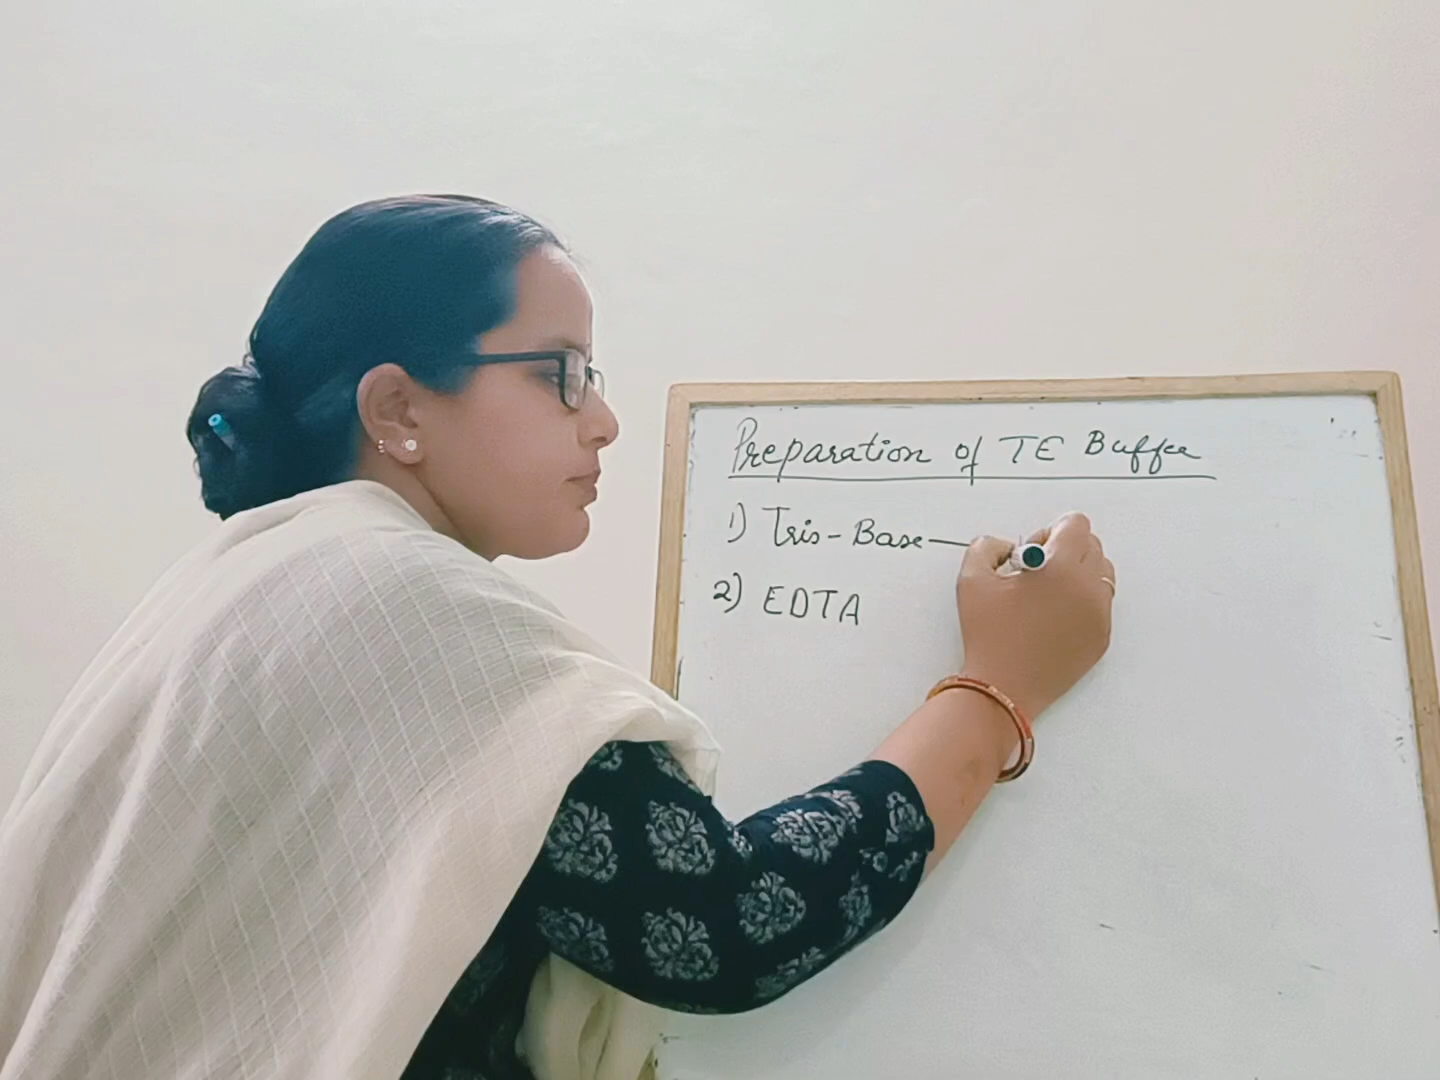 Preparation of TE Buffer
1) Tris-Base—
2) EDTA